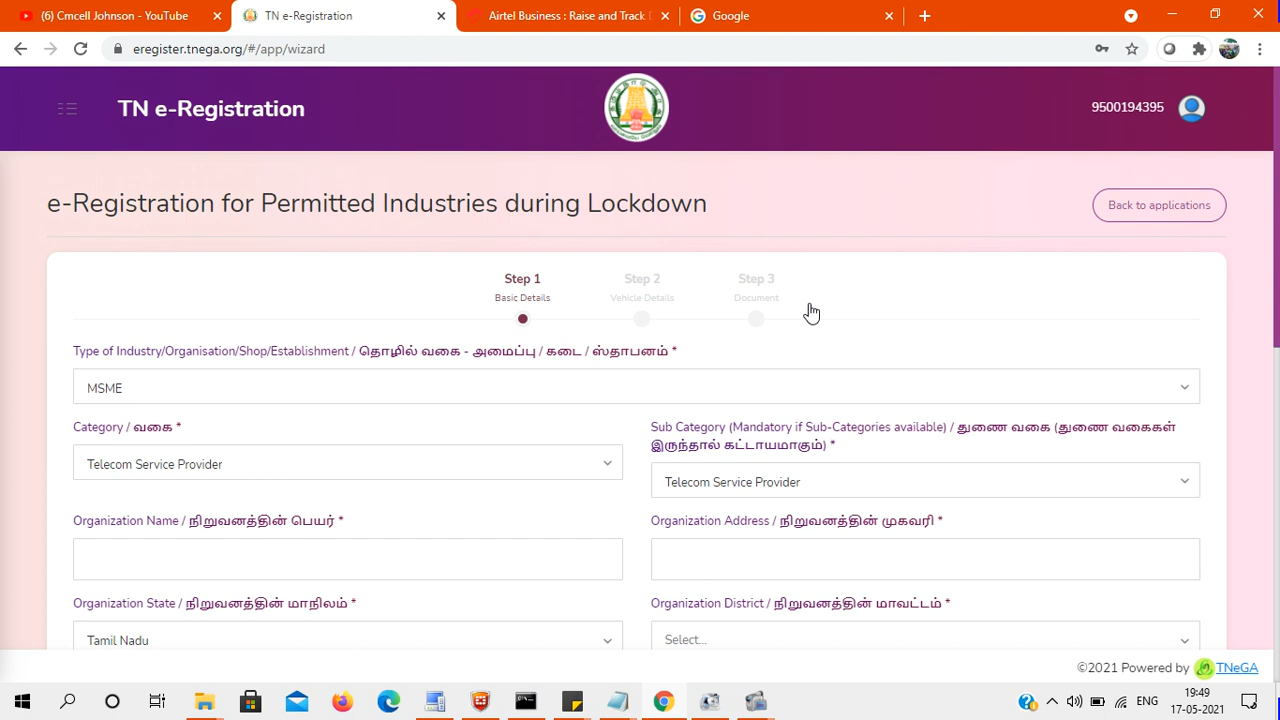 (6) Cmcell Johnson - YouTube
TN e-Registration
Airtel Business : Raise and Track
Google
eregister.tnega.org/#/app/wizard
TN e-Registration
9500194395
e-Registration for Permitted Industries during Lockdown
Back to applications
Step 1
Basic Details
Step 2
Vehicle Details
Step 3
Document
Type of Industry/Organisation/Shop/Establishment / தொழில் வகை - அமைப்பு / கடை / ஸ்தாபனம் *
MSME
Category / வகை *
Telecom Service Provider
Sub Category (Mandatory if Sub-Categories available) / துணை வகை (துணை வகைகள்
இருந்தால் கட்டாயமாகும்) *
Telecom Service Provider
Organization Name / நிறுவனத்தின் பெயர் *
Organization Address / நிறுவனத்தின் முகவரி *
Organization State / நிறுவனத்தின் மாநிலம் *
Tamil Nadu
Organization District / நிறுவனத்தின் மாவட்டம் *
Select...
©2021 Powered by TNeGA
ENG
19:49
17-05-2021